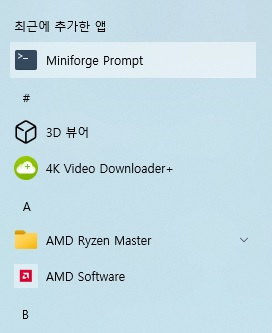 최근에 추가한 앱
Miniforge Prompt
#
3D 뷰어
4K Video Downloader+
A
AMD Ryzen Master
AMD Software
B